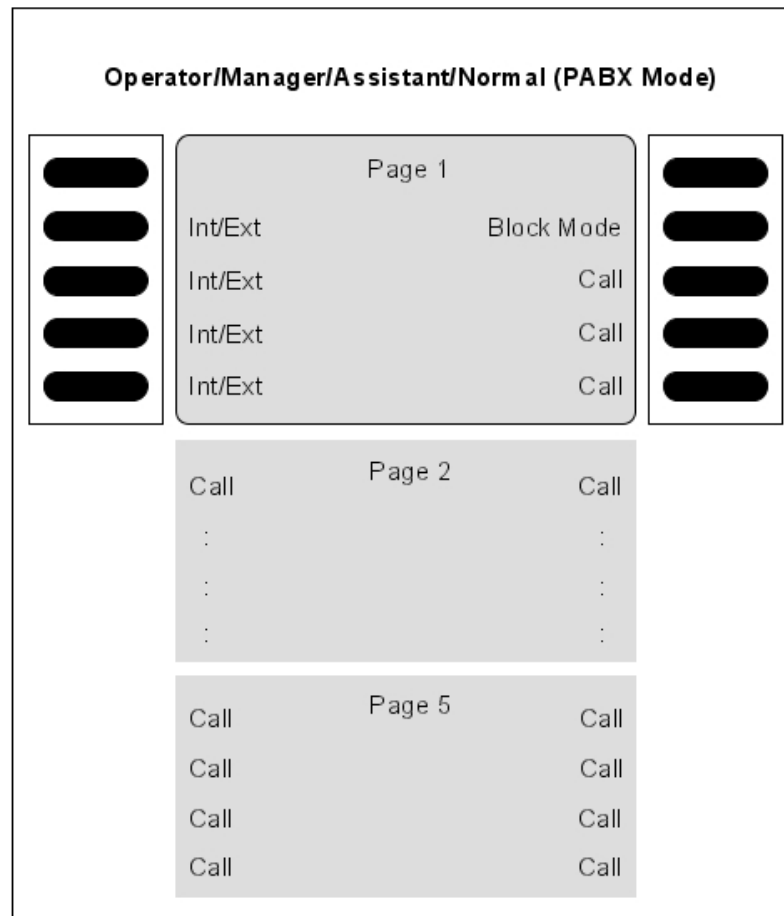 Operator/Manager/Assistant/Normal (PABX Mode)
Page 1
Int/Ext Block Mode
Int/Ext Call
Int/Ext Call
Int/Ext Call
Page 2
Call Call
: :
: :
: :
Page 5
Call Call
Call Call
Call Call
Call Call